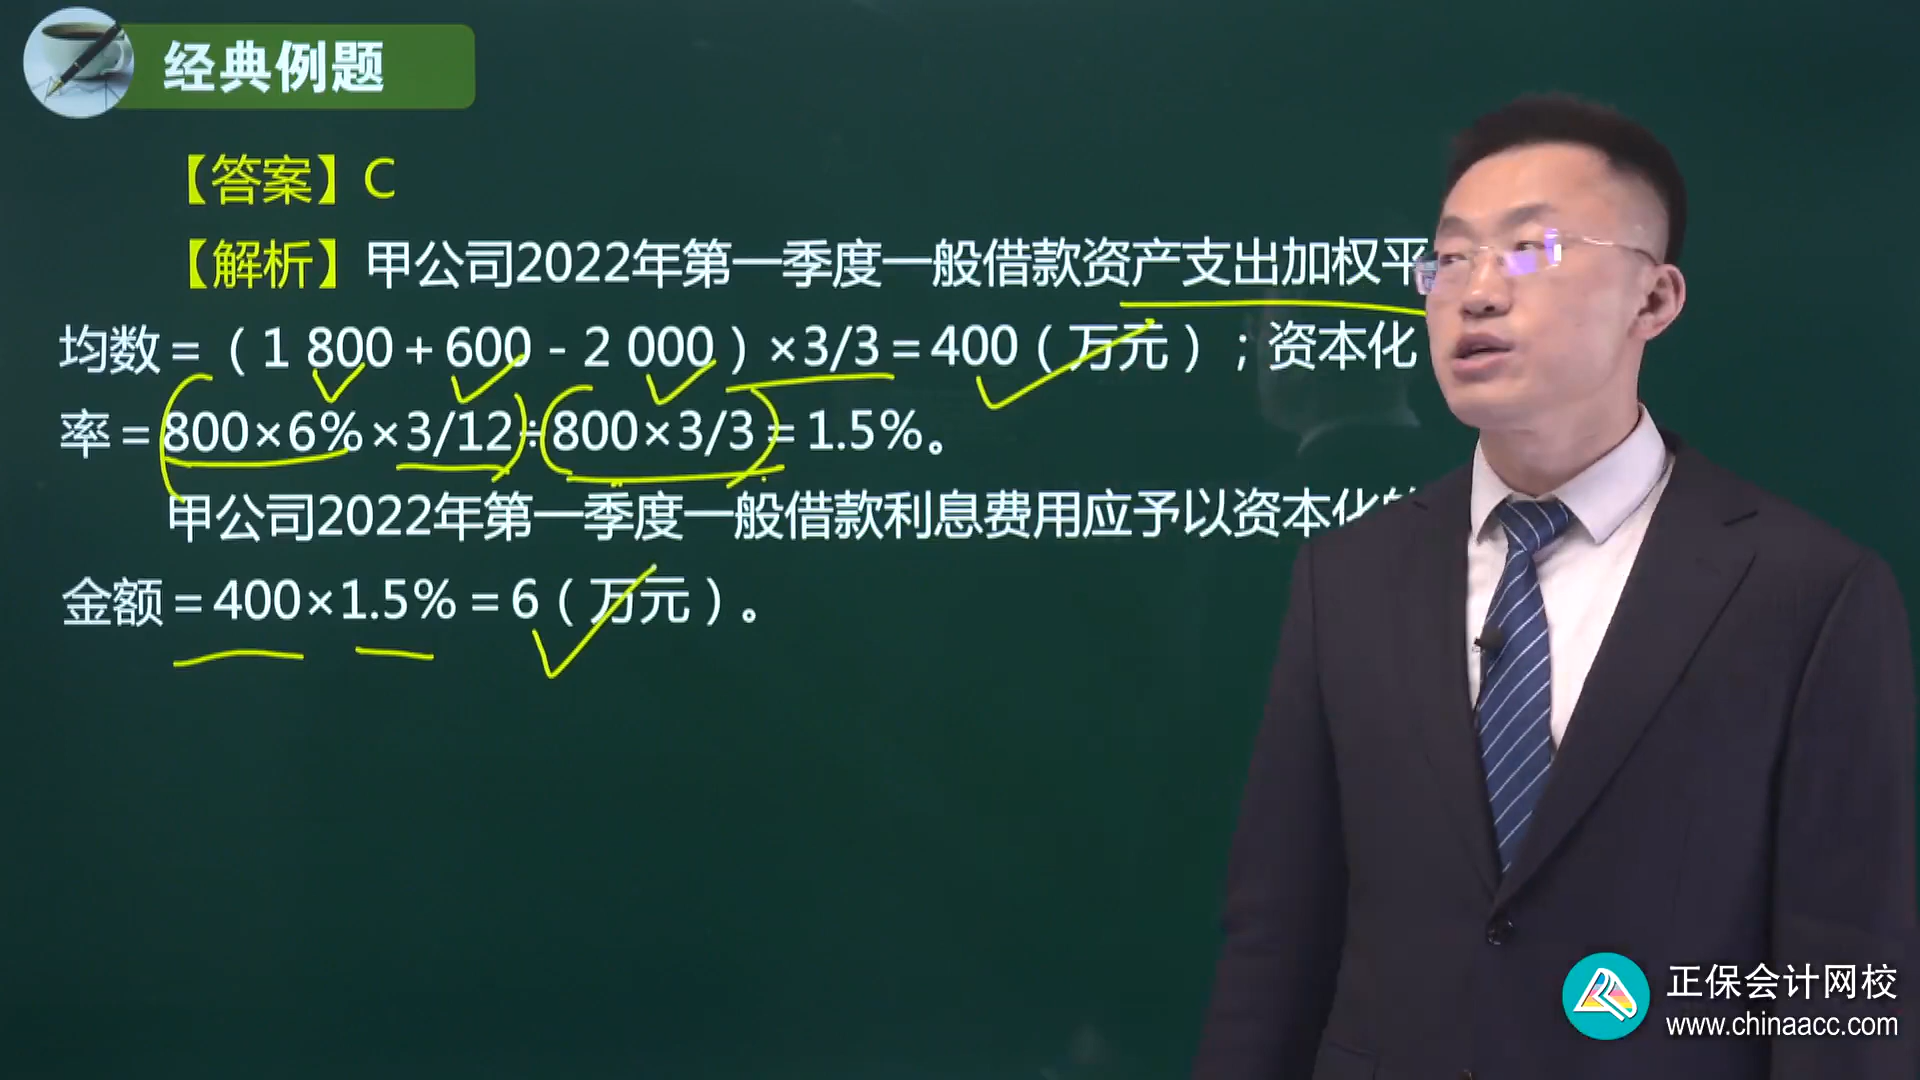 经典例题
【答案】C
【解析】甲公司2022年第一季度一般借款资产支出加权平
均数=（1 800+600-2 000）×3/3=400（万元）；资本化
率=800×6%×3/12÷800×3/3=1.5%。
甲公司2022年第一季度一般借款利息费用应予以资本化
金额=400×1.5%=6（万元）。
正保会计网校
www.chinaacc.com